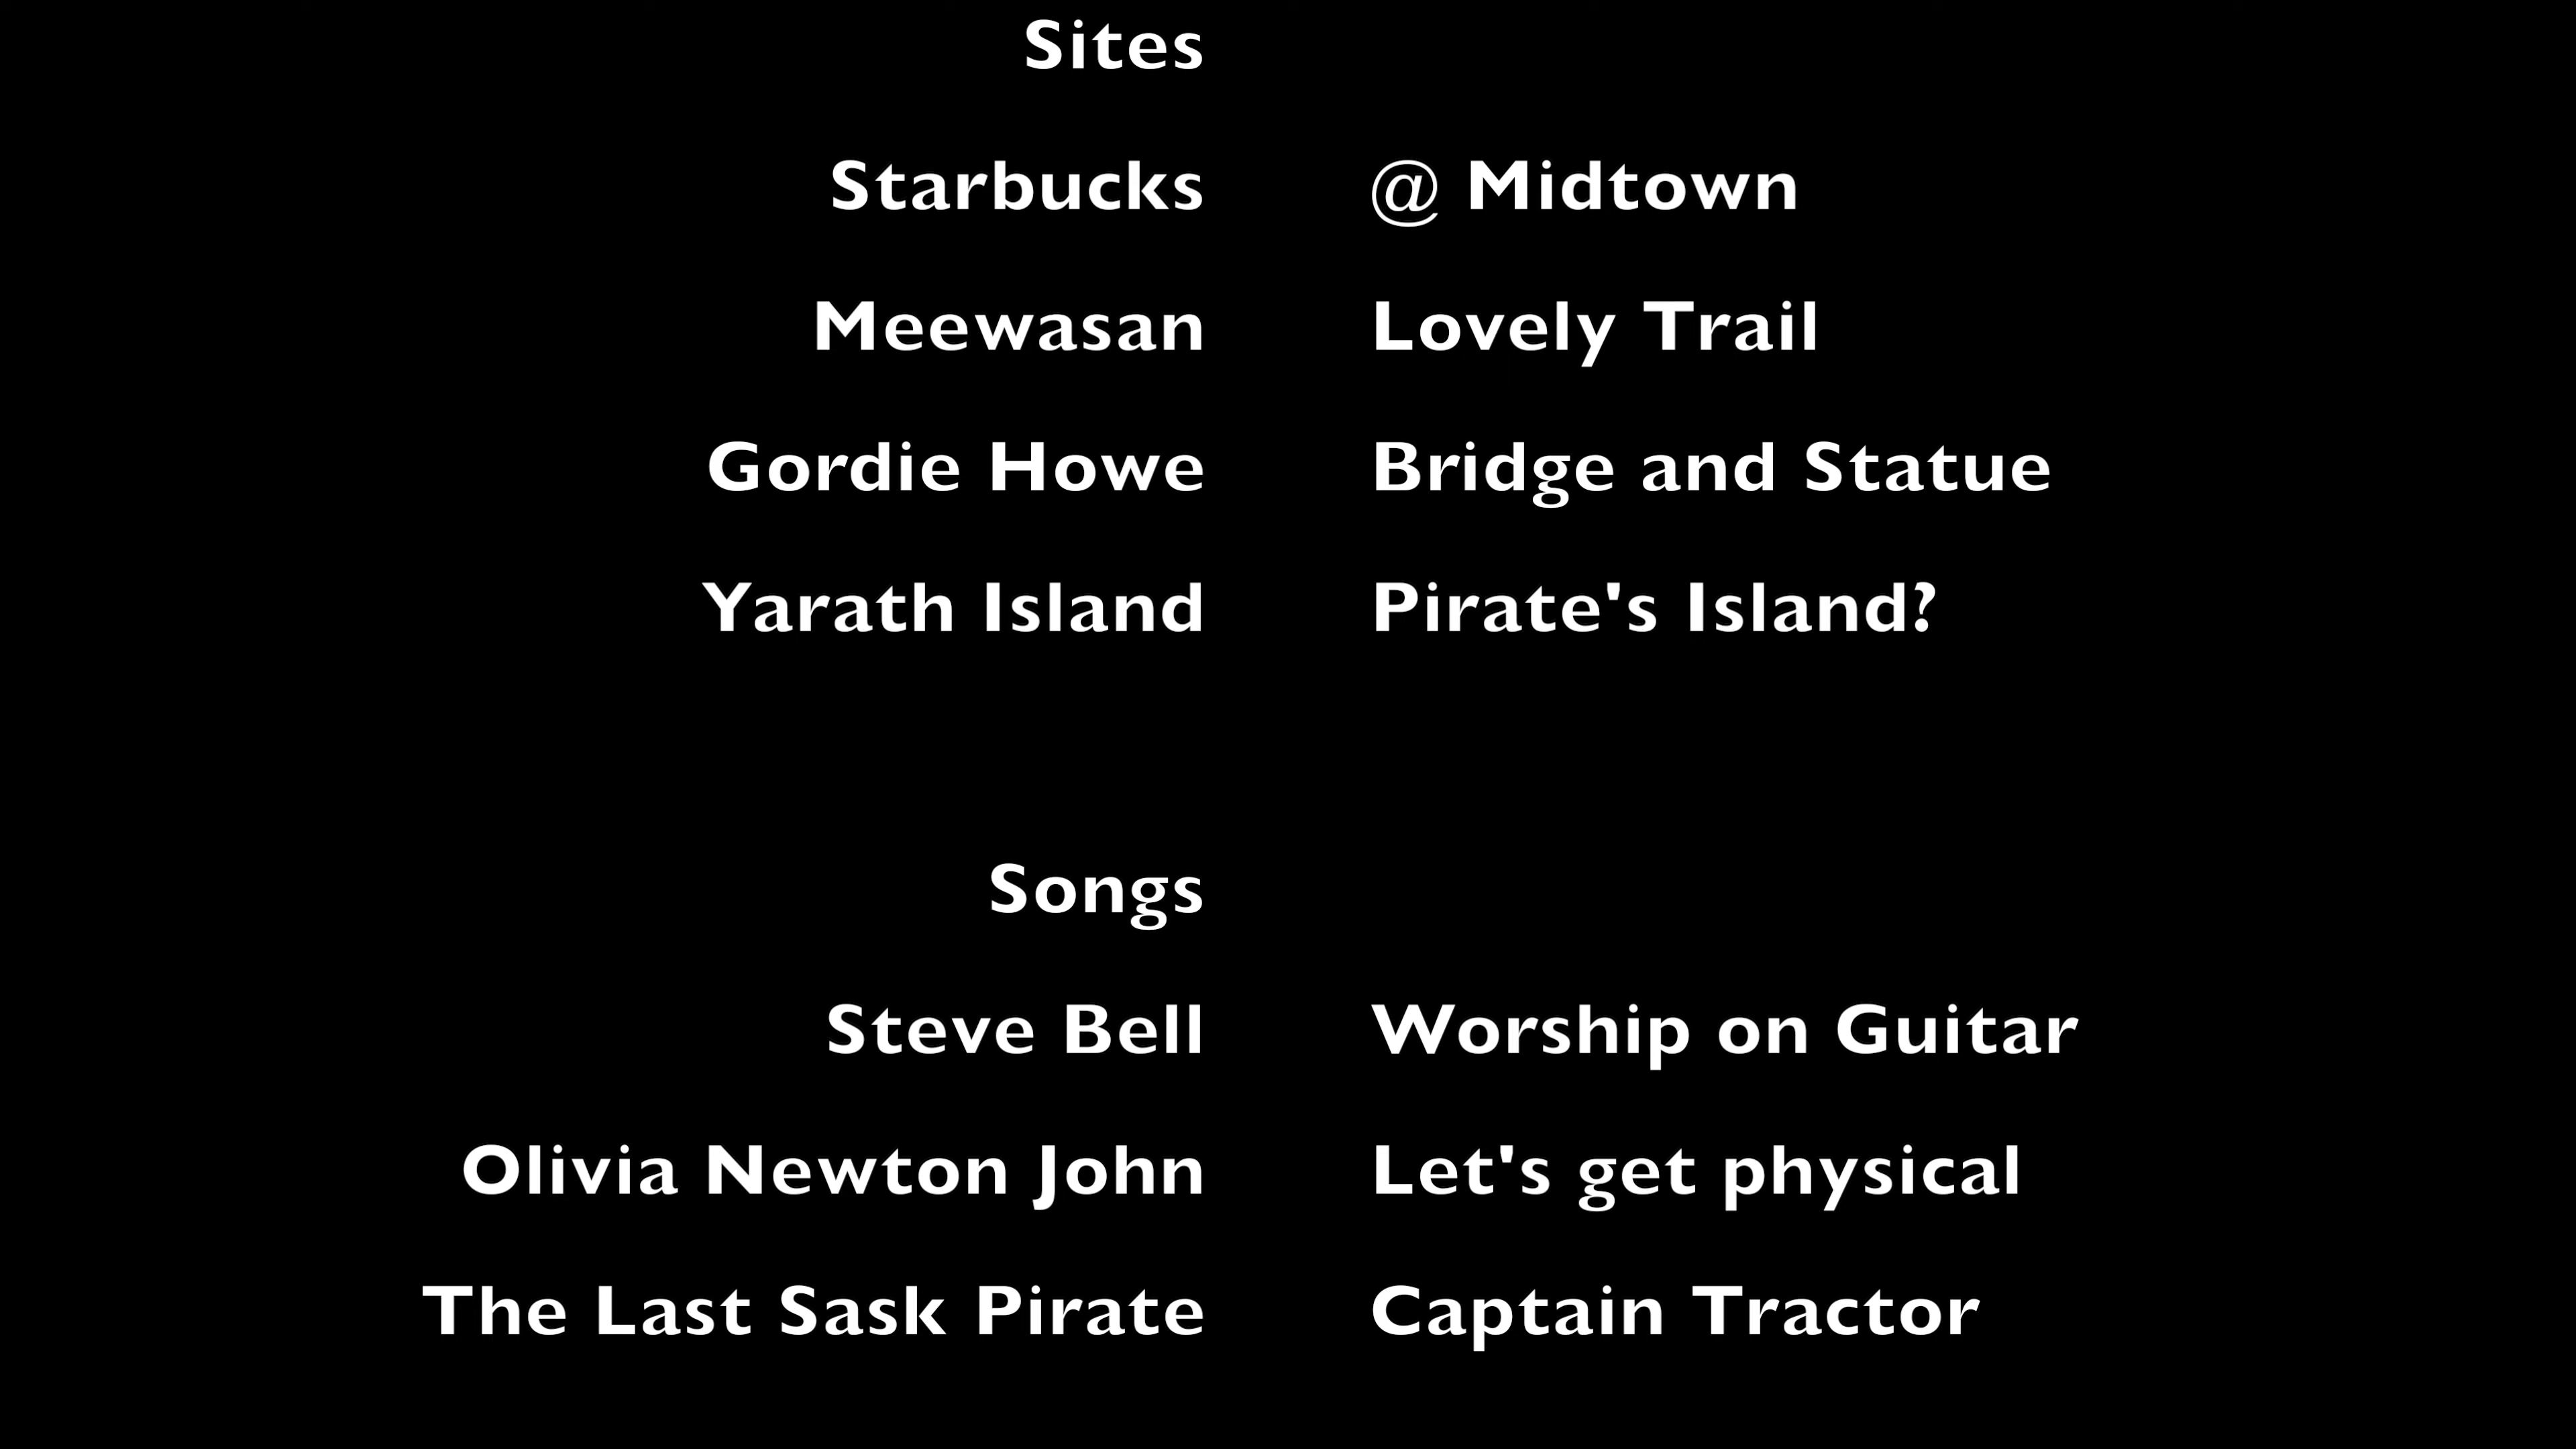 Sites
Starbucks @ Midtown
Meewasan Lovely Trail
Gordie Howe Bridge and Statue
Yarath Island Pirate's Island?
Songs
Steve Bell Worship on Guitar
Olivia Newton John Let's get physical
The Last Sask Pirate Captain Tractor